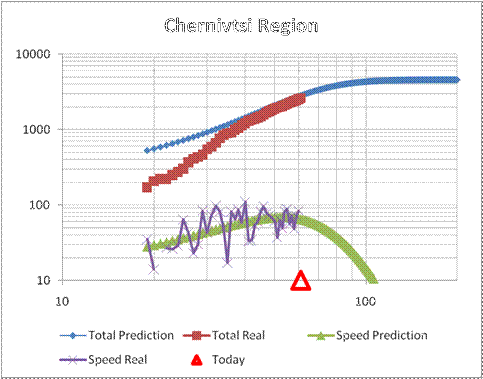 Chernivtsi Region
10000
1000
100
10
10 100
Total Prediction Total Real Speed Prediction
Speed Real Today